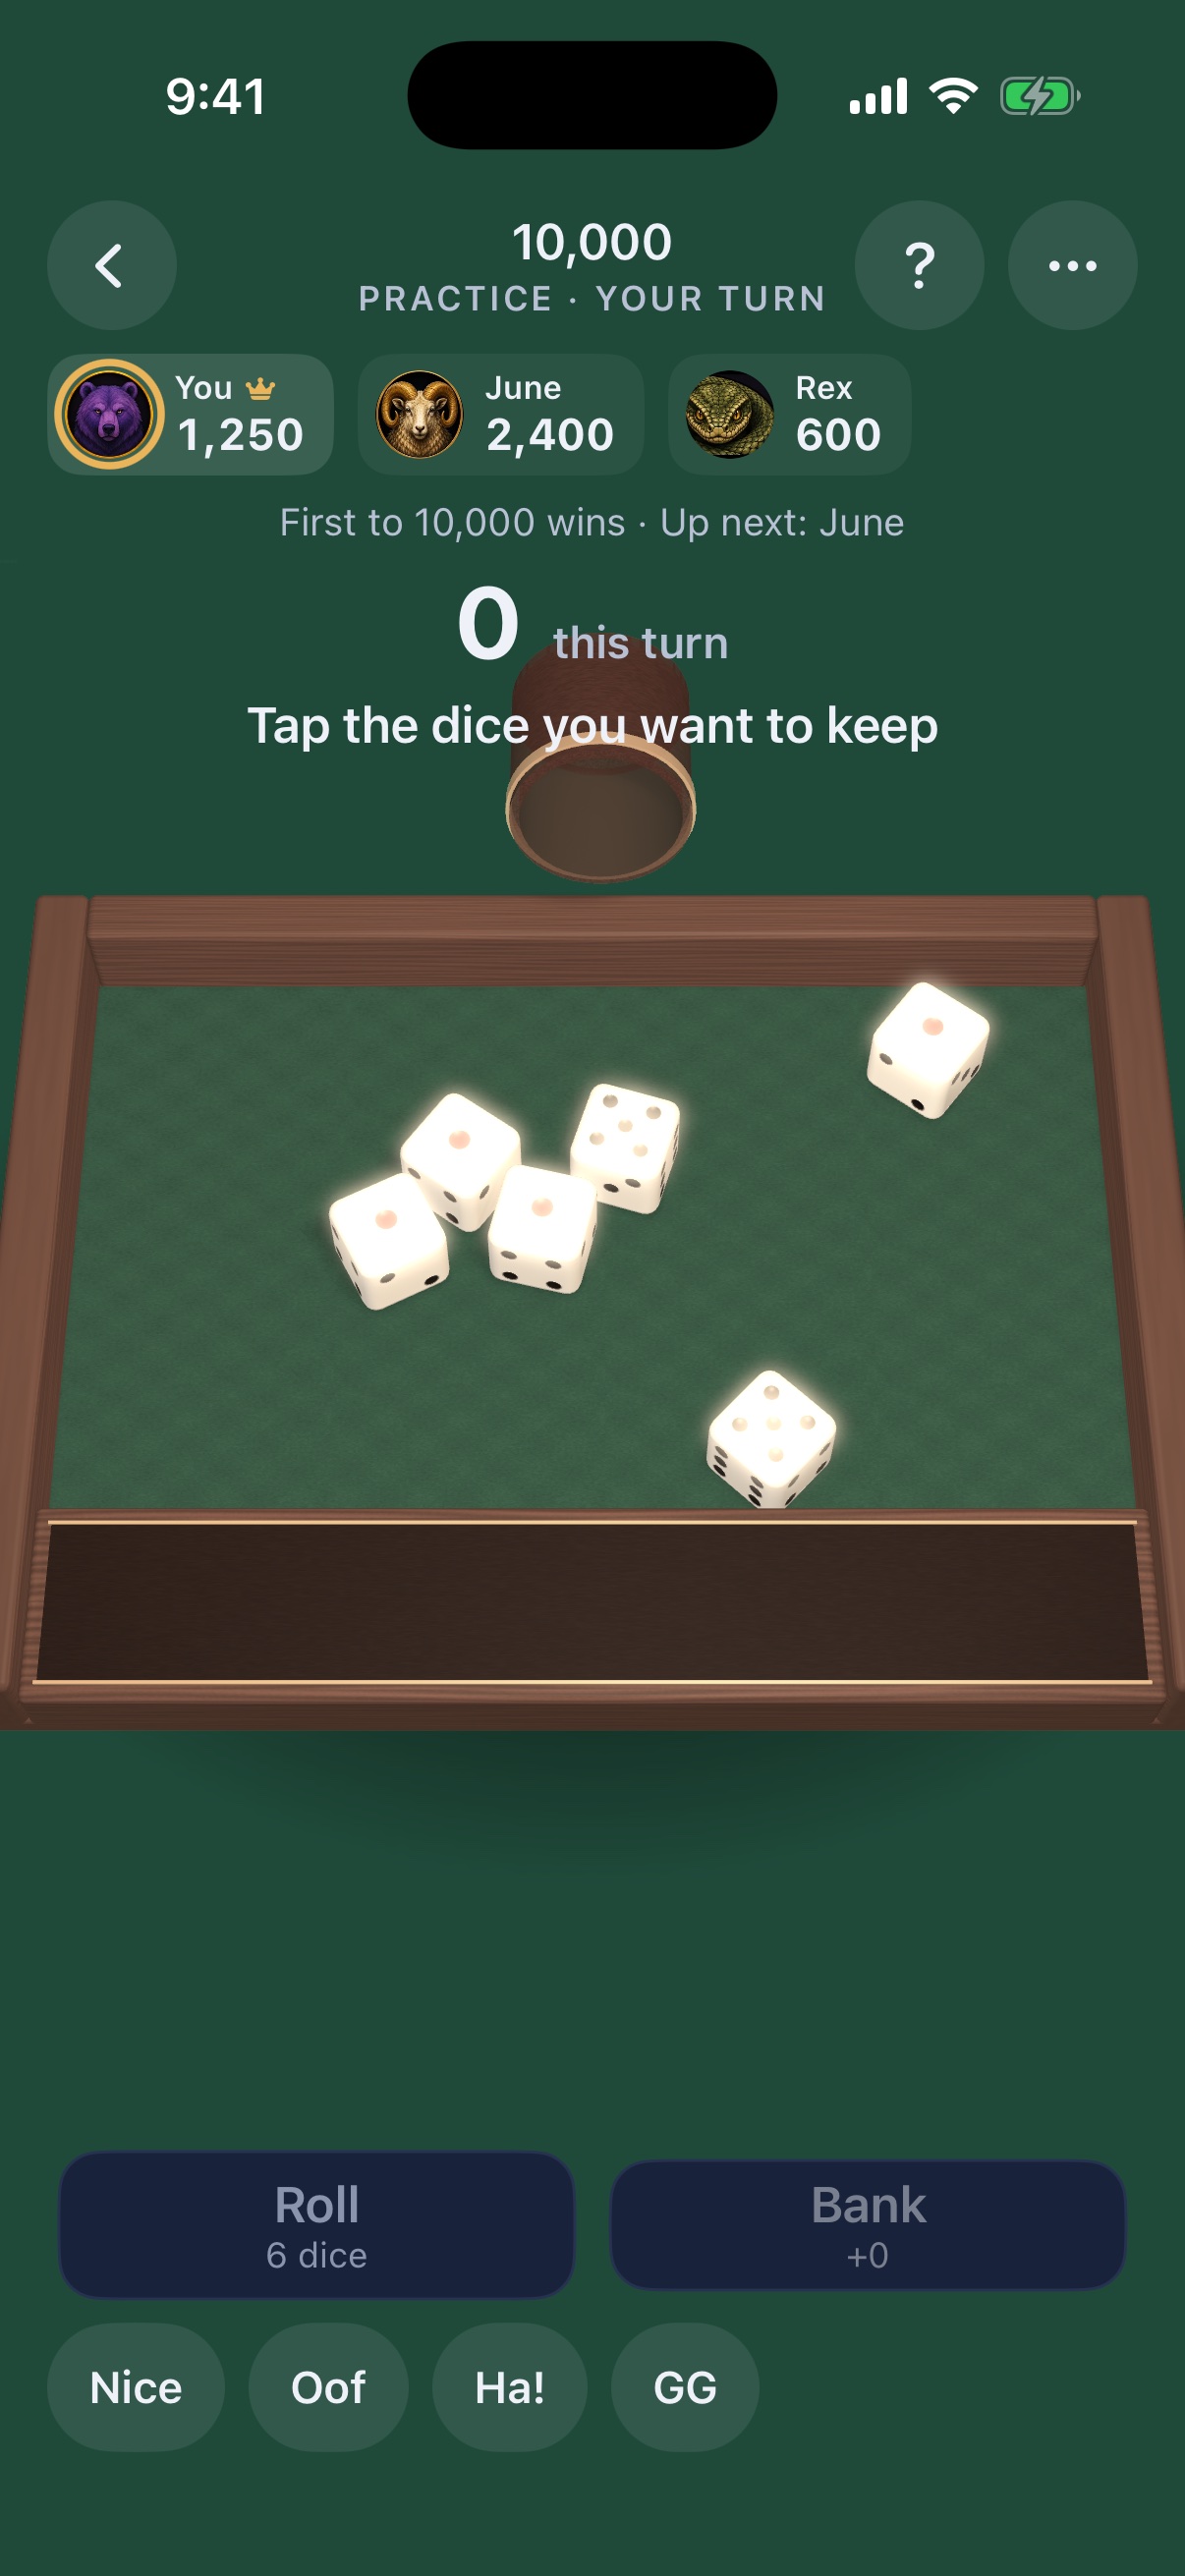 9:41
10,000
?
PRACTICE · YOUR TURN
You
1,250
June
2,400
Rex
600
First to 10,000 wins · Up next: June
0 this turn
Tap the dice you want to keep
Roll
6 dice
Bank
+0
Nice
Oof
Ha!
GG